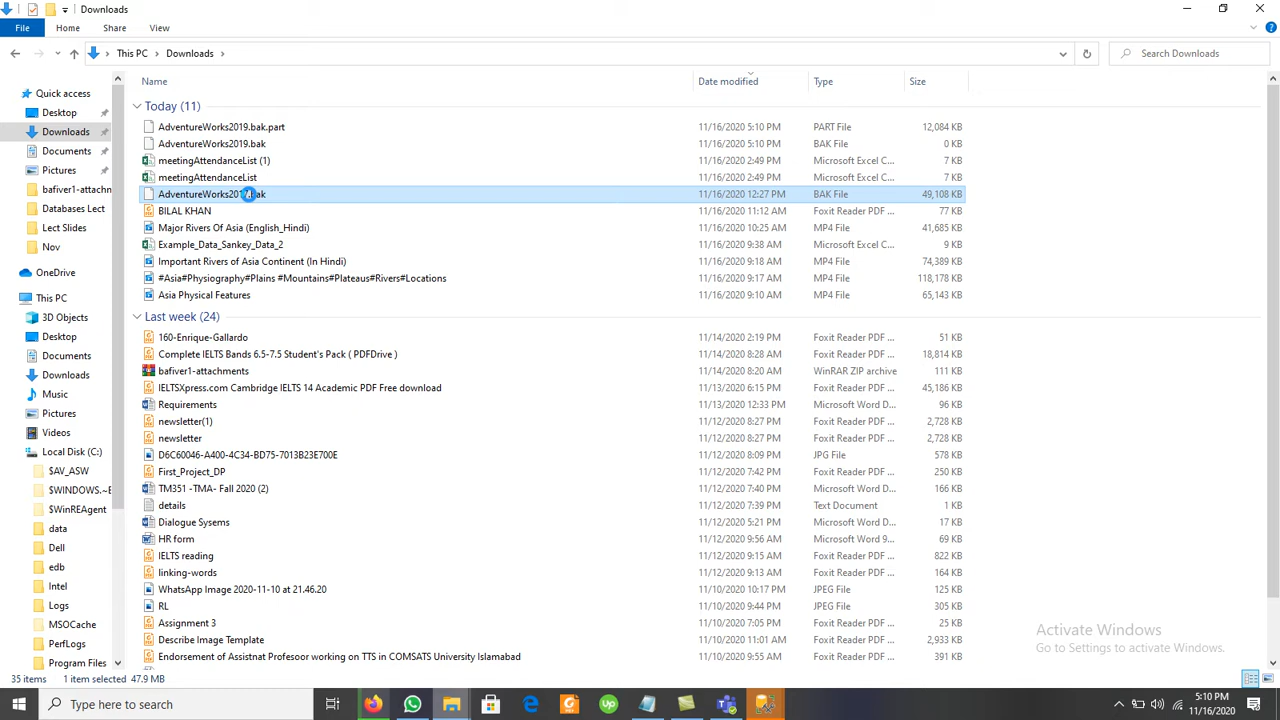 Downloads
File Home Share View
This PC Downloads Search Downloads
Name Date modified Type Size
Quick access
Desktop
Downloads
Documents
Pictures
bafiver1-attachn
Databases Lect
Lect Slides
Nov
OneDrive
This PC
3D Objects
Desktop
Documents
Downloads
Music
Pictures
Videos
Local Disk (C:)
$AV_ASW
$WINDOWS.~E
$WinREAgent
data
Dell
edb
Intel
Logs
MSOCache
PerfLogs
Program Files
Today (11)
AdventureWorks2019.bak.part 11/16/2020 5:10 PM PART File 12,084 KB
AdventureWorks2019.bak 11/16/2020 5:10 PM BAK File 0 KB
meetingAttendanceList (1) 11/16/2020 2:49 PM Microsoft Excel C... 7 KB
meetingAttendanceList 11/16/2020 2:49 PM Microsoft Excel C... 7 KB
11/16/2020 12:27 PM BAK File 49,108 KB
BILAL KHAN 11/16/2020 11:12 AM Foxit Reader PDF ... 77 KB
Major Rivers Of Asia (English_Hindi) 11/16/2020 10:25 AM MP4 File 41,685 KB
Example_Data_Sankey_Data_2 11/16/2020 9:38 AM Microsoft Excel C... 9 KB
Important Rivers of Asia Continent (In Hindi) 11/16/2020 9:18 AM MP4 File 74,389 KB
#Asia#Physiography#Plains #Mountains#Plateaus#Rivers#Locations 11/16/2020 9:17 AM MP4 File 118,178 KB
Asia Physical Features 11/16/2020 9:10 AM MP4 File 65,143 KB
Last week (24)
160-Enrique-Gallardo 11/14/2020 2:19 PM Foxit Reader PDF ... 51 KB
Complete IELTS Bands 6.5-7.5 Student's Pack ( PDFDrive ) 11/14/2020 8:28 AM Foxit Reader PDF ... 18,814 KB
bafiver1-attachments 11/14/2020 8:20 AM WinRAR ZIP archive 111 KB
IELTSXpress.com Cambridge IELTS 14 Academic PDF Free download 11/13/2020 6:15 PM Foxit Reader PDF ... 45,186 KB
Requirements 11/13/2020 12:33 PM Microsoft Word D... 96 KB
newsletter(1) 11/12/2020 8:27 PM Foxit Reader PDF ... 2,728 KB
newsletter 11/12/2020 8:27 PM Foxit Reader PDF ... 2,728 KB
D6C60046-A400-4C34-BD75-7013B23E700E 11/12/2020 8:09 PM JPG File 578 KB
First_Project_DP 11/12/2020 7:42 PM Foxit Reader PDF ... 250 KB
TM351 -TMA- Fall 2020 (2) 11/12/2020 7:40 PM Microsoft Word D... 166 KB
details 11/12/2020 7:39 PM Text Document 1 KB
Dialogue Sysems 11/12/2020 5:21 PM Microsoft Word D... 17 KB
HR form 11/12/2020 9:56 AM Microsoft Word 9... 69 KB
IELTS reading 11/12/2020 9:15 AM Foxit Reader PDF ... 822 KB
linking-words 11/12/2020 9:13 AM Foxit Reader PDF ... 164 KB
WhatsApp Image 2020-11-10 at 21.46.20 11/10/2020 10:17 PM JPEG File 125 KB
RL 11/10/2020 9:44 PM JPEG File 305 KB
Assignment 3 11/10/2020 7:05 PM Microsoft Word D... 25 KB
Describe Image Template 11/10/2020 11:01 AM Foxit Reader PDF ... 2,933 KB
Endorsement of Assistnat Profesoor working on TTS in COMSATS University Islamabad 11/10/2020 9:55 AM Foxit Reader PDF ... 391 KB
Activate Windows
Go to Settings to activate Windows.
35 items 1 item selected 47.9 MB
Type here to search
5:10 PM
11/16/2020